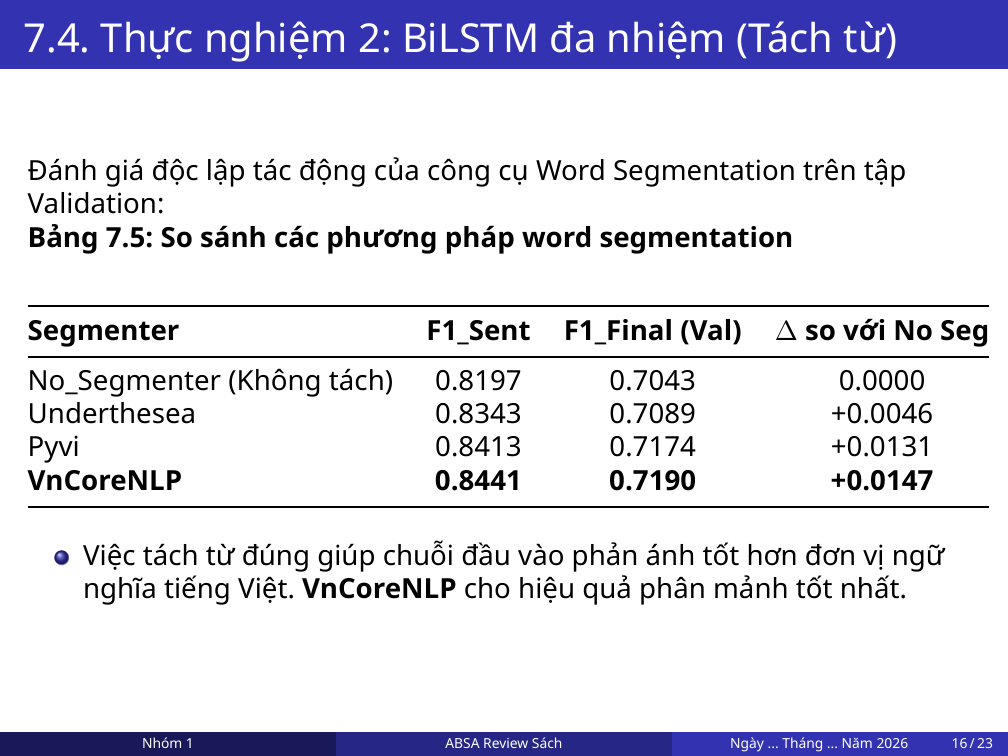 7.4. Thực nghiệm 2: BiLSTM đa nhiệm (Tách từ)
Đánh giá độc lập tác động của công cụ Word Segmentation trên tập
Validation:
Bảng 7.5: So sánh các phương pháp word segmentation
Segmenter F1_Sent F1_Final (Val) Δ so với No Seg
No_Segmenter (Không tách) 0.8197 0.7043 0.0000
Underthesea 0.8343 0.7089 +0.0046
Pyvi 0.8413 0.7174 +0.0131
VnCoreNLP 0.8441 0.7190 +0.0147
Việc tách từ đúng giúp chuỗi đầu vào phản ánh tốt hơn đơn vị ngữ
nghĩa tiếng Việt. VnCoreNLP cho hiệu quả phân mảnh tốt nhất.
Nhóm 1 ABSA Review Sách Ngày ... Tháng ... Năm 2026 16 / 23